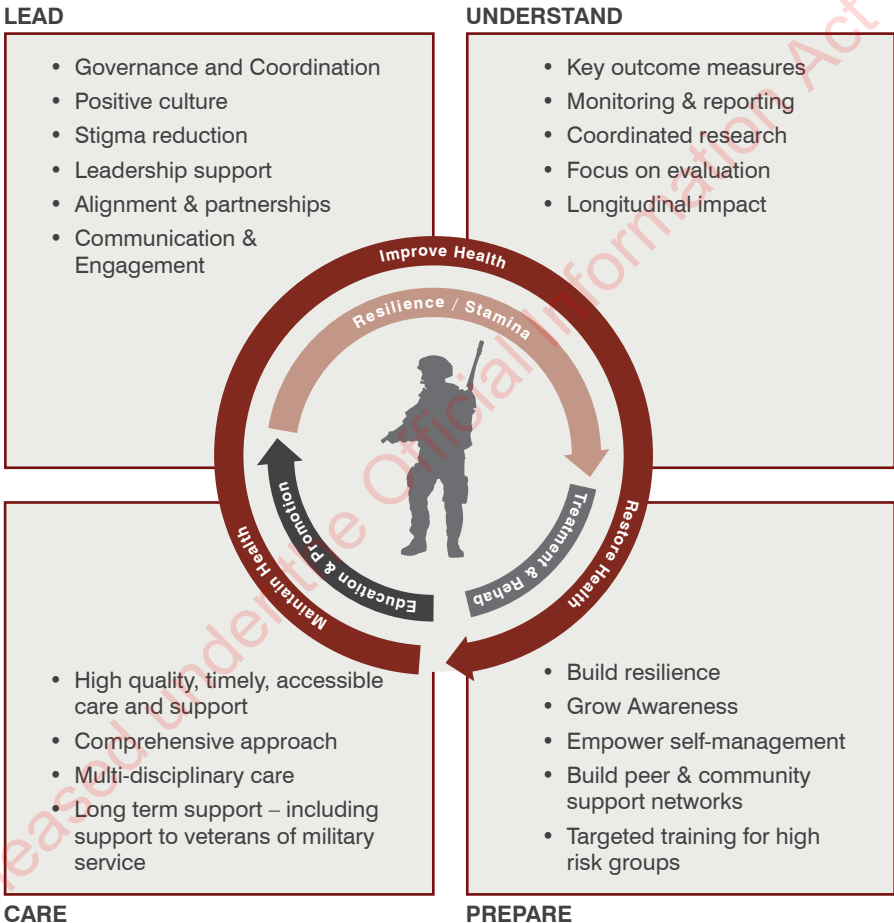 LEAD
• Governance and Coordination
• Positive culture
• Stigma reduction
• Leadership support
• Alignment & partnerships
• Communication &
Engagement
UNDERSTAND
• Key outcome measures
• Monitoring & reporting
• Coordinated research
• Focus on evaluation
• Longitudinal impact
Improve Health
Resilience / Stamina
Treatment & Rehab
Restore Health
Education & Promotion
Maintain Health
• High quality, timely, accessible
care and support
• Comprehensive approach
• Multi-disciplinary care
• Long term support – including
support to veterans of military
service
CARE
• Build resilience
• Grow Awareness
• Empower self-management
• Build peer & community
support networks
• Targeted training for high
risk groups
PREPARE
eased under the Official Information Act